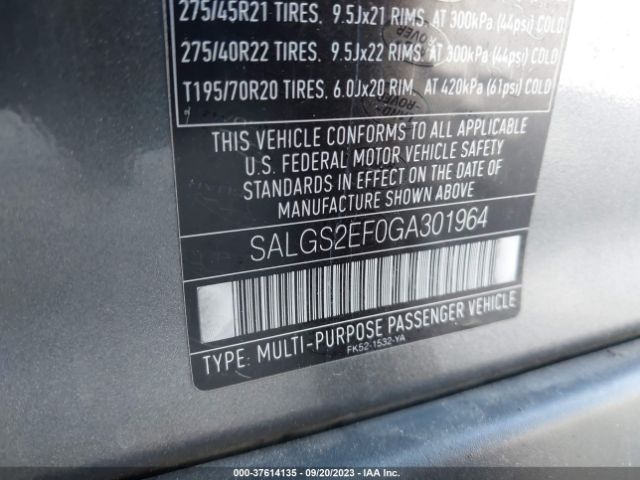 275/45R21 TIRES, 9.5Jx21 RIMS, AT 300kPa (44psi) COLD
275/40R22 TIRES, 9.5Jx22 RIMS, AT 300kPa (44psi) COLD
T195/70R20 TIRES, 6.0Jx20 RIM, AT 420kPa (61psi) COLD
THIS VEHICLE CONFORMS TO ALL APPLICABLE
U.S. FEDERAL MOTOR VEHICLE SAFETY
STANDARDS IN EFFECT ON THE DATE OF
MANUFACTURE SHOWN ABOVE
SALGS2EF0GA301964
TYPE: MULTI-PURPOSE PASSENGER VEHICLE
FK52-1532-YA
000-37614135 - 09/20/2023 - IAA Inc.